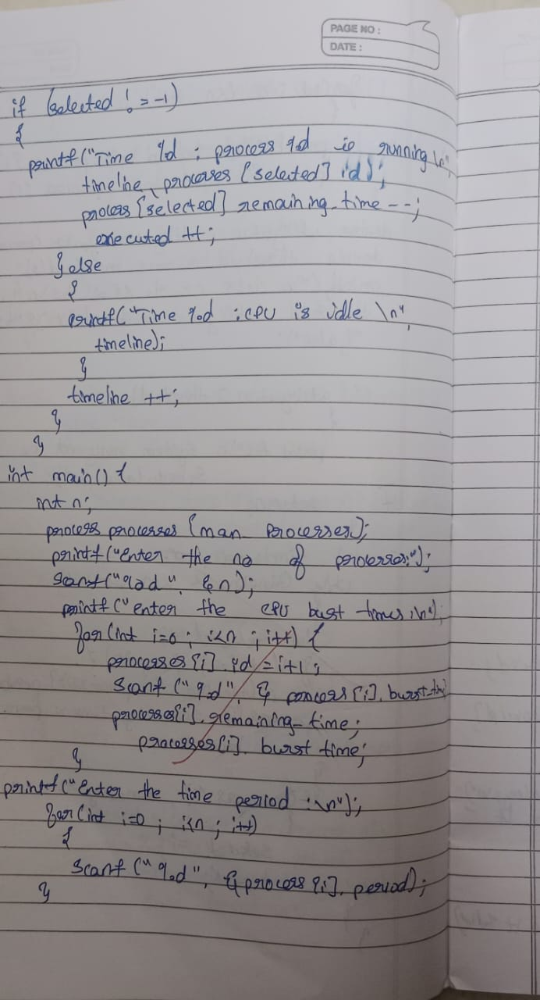 PAGE NO :
DATE :
if (selected ! = -1)
{
printf("Time %d : process %d is running \n",
timeline, processes [selected] id);
process [selected] remaining_time --;
executed ++;
} else
{
printf("Time %d : CPU is idle \n",
timeline);
}
timeline ++;
}
}
int main() {
int n;
process processes [man_processes];
printf("enter the no of processes:");
scanf("%d", &n);
printf("enter the CPU bust times :\n");
for(int i=0 ; i<n ; i++) {
processes [i]. id = i+1 ;
scanf ("%d", & process [i]. burst_time
processes[i]. remaining_time ;
processes[i]. burst time;
}
printf("enter the time period :\n");
for(int i=0 ; i<n ; i++)
{
scanf ("%d", &process [i]. period);
}